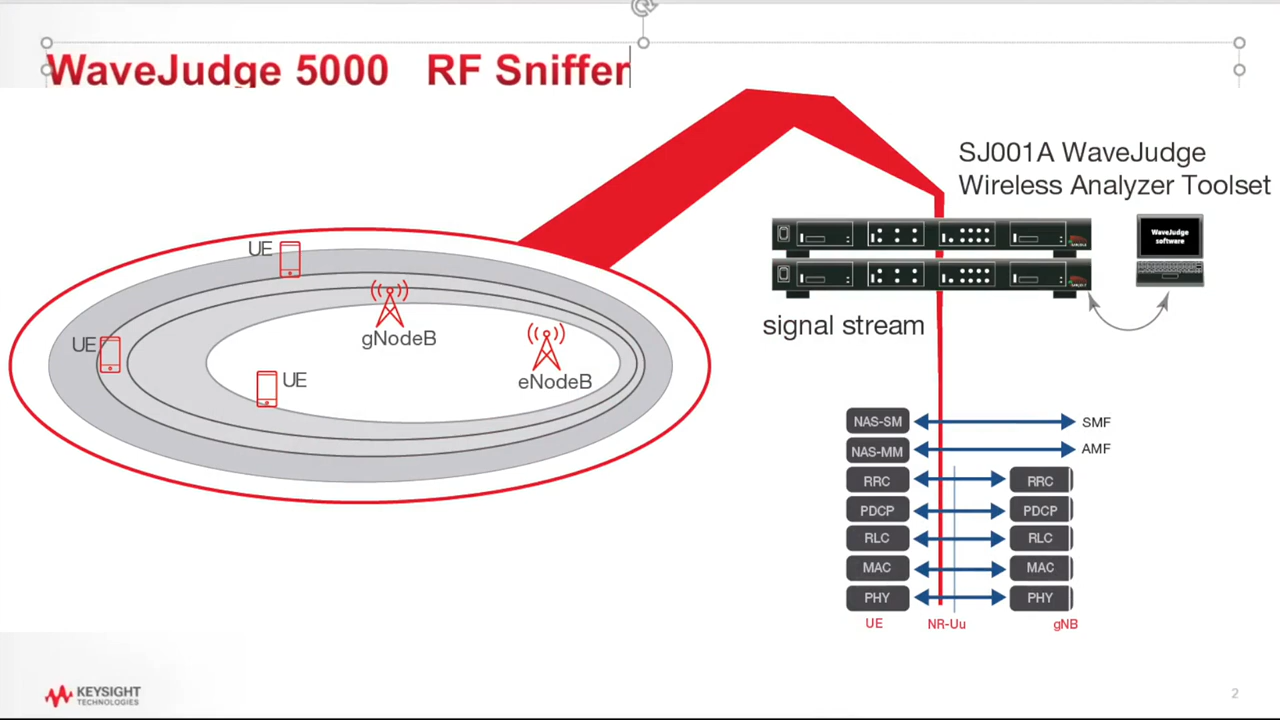 WaveJudge 5000 RF Sniffer
SJ001A WaveJudge
Wireless Analyzer Toolset
UE
WaveJudge
software
gNodeB
signal stream
UE
UE
eNodeB
NAS-SM
SMF
NAS-MM
AMF
RRC
RRC
PDCP
PDCP
RLC
RLC
MAC
MAC
PHY
PHY
UE
NR-Uu
gNB
KEYSIGHT
TECHNOLOGIES
2